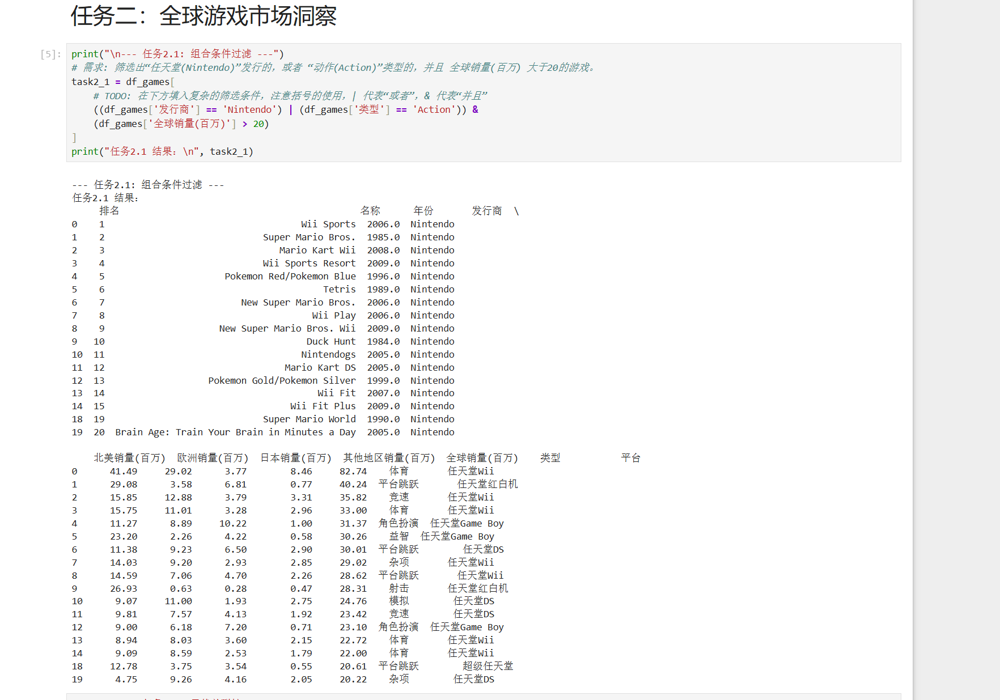 任务二：全球游戏市场洞察
[5]:
print("\n--- 任务2.1: 组合条件过滤 ---")
# 需求: 筛选出“任天堂(Nintendo)”发行的，或者 “动作(Action)”类型的，并且 全球销量(百万) 大于20的游戏。
task2_1 = df_games[
# TODO: 在下方填入复杂的筛选条件，注意括号的使用，| 代表“或者”，& 代表“并且”
((df_games['发行商'] == 'Nintendo') | (df_games['类型'] == 'Action')) &
(df_games['全球销量(百万)'] > 20)
]
print("任务2.1 结果：\n", task2_1)
--- 任务2.1: 组合条件过滤 ---
任务2.1 结果：
排名 名称 年份 发行商 \
0 1 Wii Sports 2006.0 Nintendo
1 2 Super Mario Bros. 1985.0 Nintendo
2 3 Mario Kart Wii 2008.0 Nintendo
3 4 Wii Sports Resort 2009.0 Nintendo
4 5 Pokemon Red/Pokemon Blue 1996.0 Nintendo
5 6 Tetris 1989.0 Nintendo
6 7 New Super Mario Bros. 2006.0 Nintendo
7 8 Wii Play 2006.0 Nintendo
8 9 New Super Mario Bros. Wii 2009.0 Nintendo
9 10 Duck Hunt 1984.0 Nintendo
10 11 Nintendogs 2005.0 Nintendo
11 12 Mario Kart DS 2005.0 Nintendo
12 13 Pokemon Gold/Pokemon Silver 1999.0 Nintendo
13 14 Wii Fit 2007.0 Nintendo
14 15 Wii Fit Plus 2009.0 Nintendo
18 19 Super Mario World 1990.0 Nintendo
19 20 Brain Age: Train Your Brain in Minutes a Day 2005.0 Nintendo
北美销量(百万) 欧洲销量(百万) 日本销量(百万) 其他地区销量(百万) 全球销量(百万) 类型 平台
0 41.49 29.02 3.77 8.46 82.74 体育 任天堂Wii
1 29.08 3.58 6.81 0.77 40.24 平台跳跃 任天堂红白机
2 15.85 12.88 3.79 3.31 35.82 竞速 任天堂Wii
3 15.75 11.01 3.28 2.96 33.00 体育 任天堂Wii
4 11.27 8.89 10.22 1.00 31.37 角色扮演 任天堂Game Boy
5 23.20 2.26 4.22 0.58 30.26 益智 任天堂Game Boy
6 11.38 9.23 6.50 2.90 30.01 平台跳跃 任天堂DS
7 14.03 9.20 2.93 2.85 29.02 杂项 任天堂Wii
8 14.59 7.06 4.70 2.26 28.62 平台跳跃 任天堂Wii
9 26.93 0.63 0.28 0.47 28.31 射击 任天堂红白机
10 9.07 11.00 1.93 2.75 24.76 模拟 任天堂DS
11 9.81 7.57 4.13 1.92 23.42 竞速 任天堂DS
12 9.00 6.18 7.20 0.71 23.10 角色扮演 任天堂Game Boy
13 8.94 8.03 3.60 2.15 22.72 体育 任天堂Wii
14 9.09 8.59 2.53 1.79 22.00 体育 任天堂Wii
18 12.78 3.75 3.54 0.55 20.61 平台跳跃 超级任天堂
19 4.75 9.26 4.16 2.05 20.22 杂项 任天堂DS